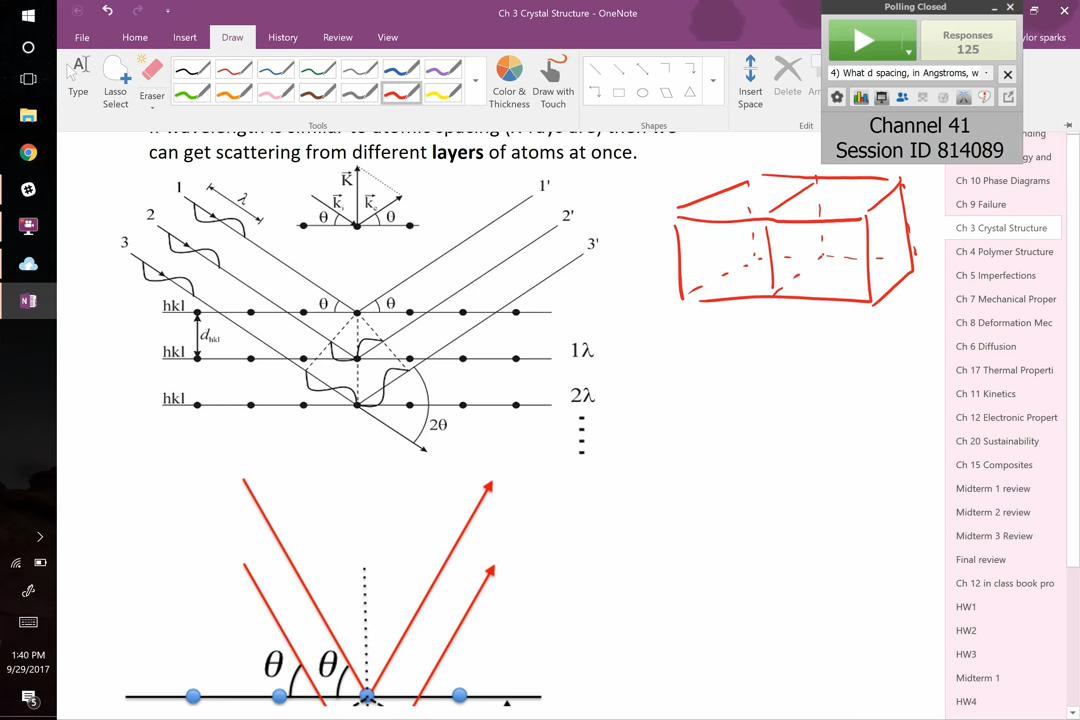 Ch 3 Crystal Structure - OneNote
Polling Closed
Responses
125
4) What d spacing, in Angstroms, w
Channel 41
Session ID 814089
File Home Insert Draw History Review View
Type
Lasso
Select
Eraser
Color &
Thickness
Draw with
Touch
Insert
Space
Delete
Tools
Shapes
Edit
can get scattering from different layers of atoms at once.
1
2
3
λ
K
Ki
θ θ
1'
2'
3'
θ θ
hkl
dhkl
hkl
1λ
hkl
2λ
2θ
θ θ
Ch 10 Phase Diagrams
Ch 9 Failure
Ch 3 Crystal Structure
Ch 4 Polymer Structure
Ch 5 Imperfections
Ch 7 Mechanical Proper
Ch 8 Deformation Mec
Ch 6 Diffusion
Ch 17 Thermal Properti
Ch 11 Kinetics
Ch 12 Electronic Propert
Ch 20 Sustainability
Ch 15 Composites
Midterm 1 review
Midterm 2 review
Midterm 3 Review
Final review
Ch 12 in class book pro
HW1
HW2
HW3
Midterm 1
HW4
1:40 PM
9/29/2017
5